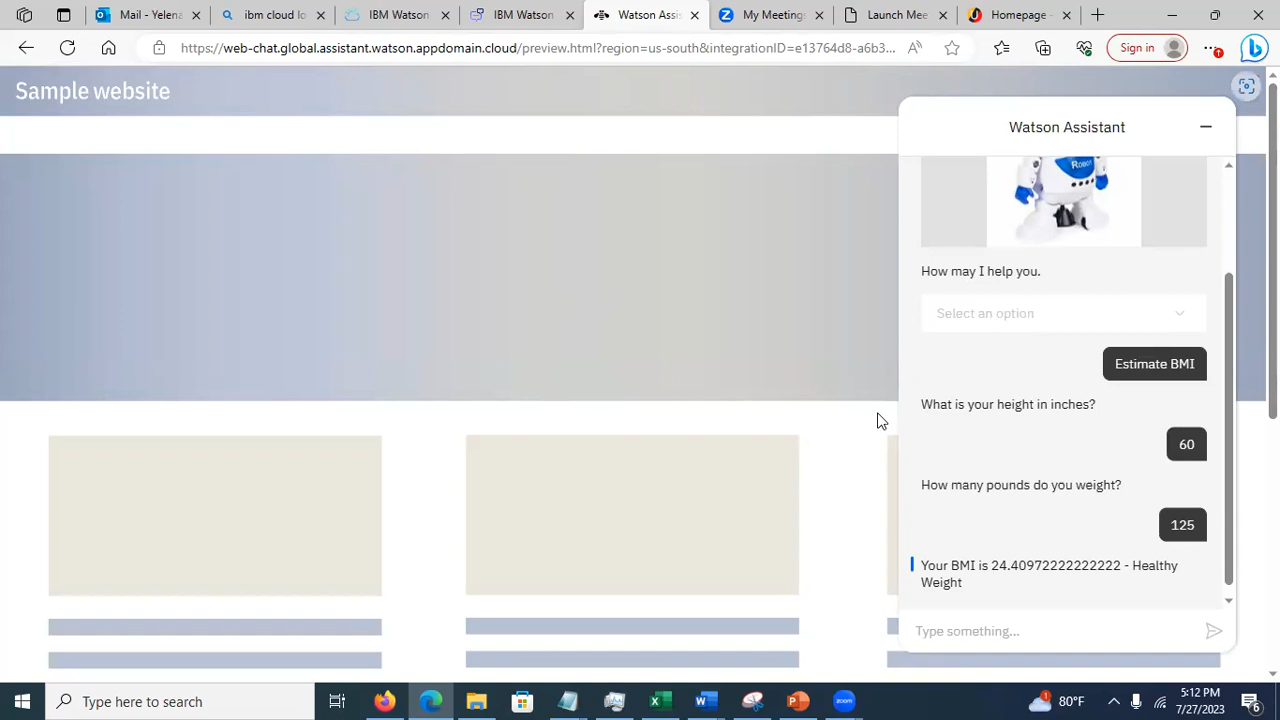 Mail - Yelena
ibm cloud lo
IBM Watson
IBM Watson
Watson Assis
My Meetings
Launch Mee
Homepage -
https://web-chat.global.assistant.watson.appdomain.cloud/preview.html?region=us-south&integrationID=e13764d8-a6b3...
Sign in
Sample website
Watson Assistant
ROBOT
How may I help you.
Select an option
Estimate BMI
What is your height in inches?
60
How many pounds do you weight?
125
Your BMI is 24.40972222222222 - Healthy
Weight
Type something...
Type here to search
80°F
5:12 PM
7/27/2023
6